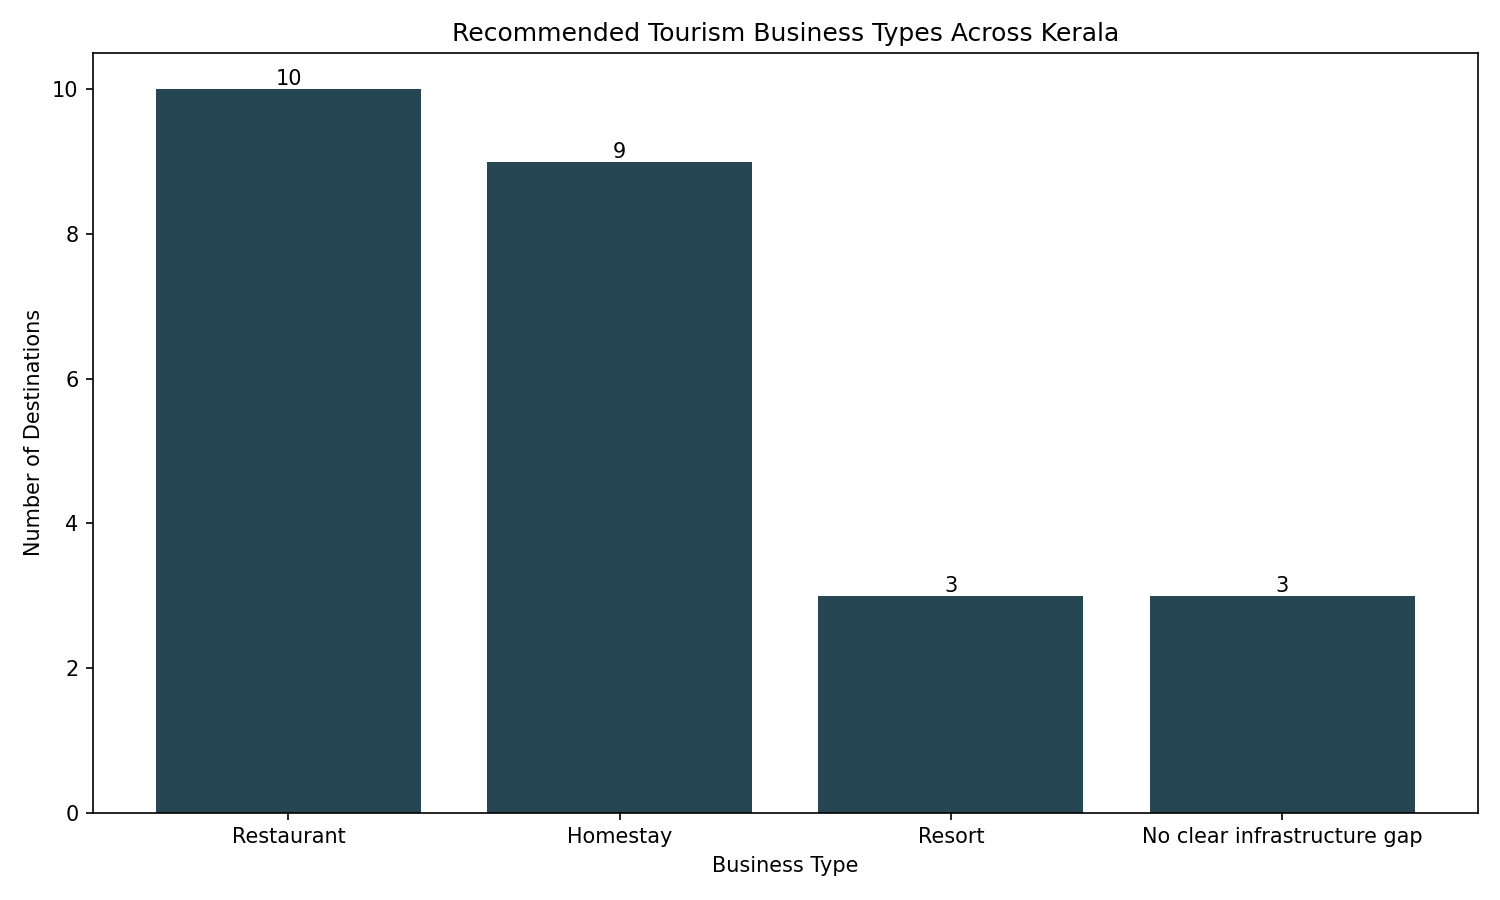 Recommended Tourism Business Types Across Kerala
10
9
3
3
10
8
6
4
2
0
Number of Destinations
Restaurant
Homestay
Resort
No clear infrastructure gap
Business Type